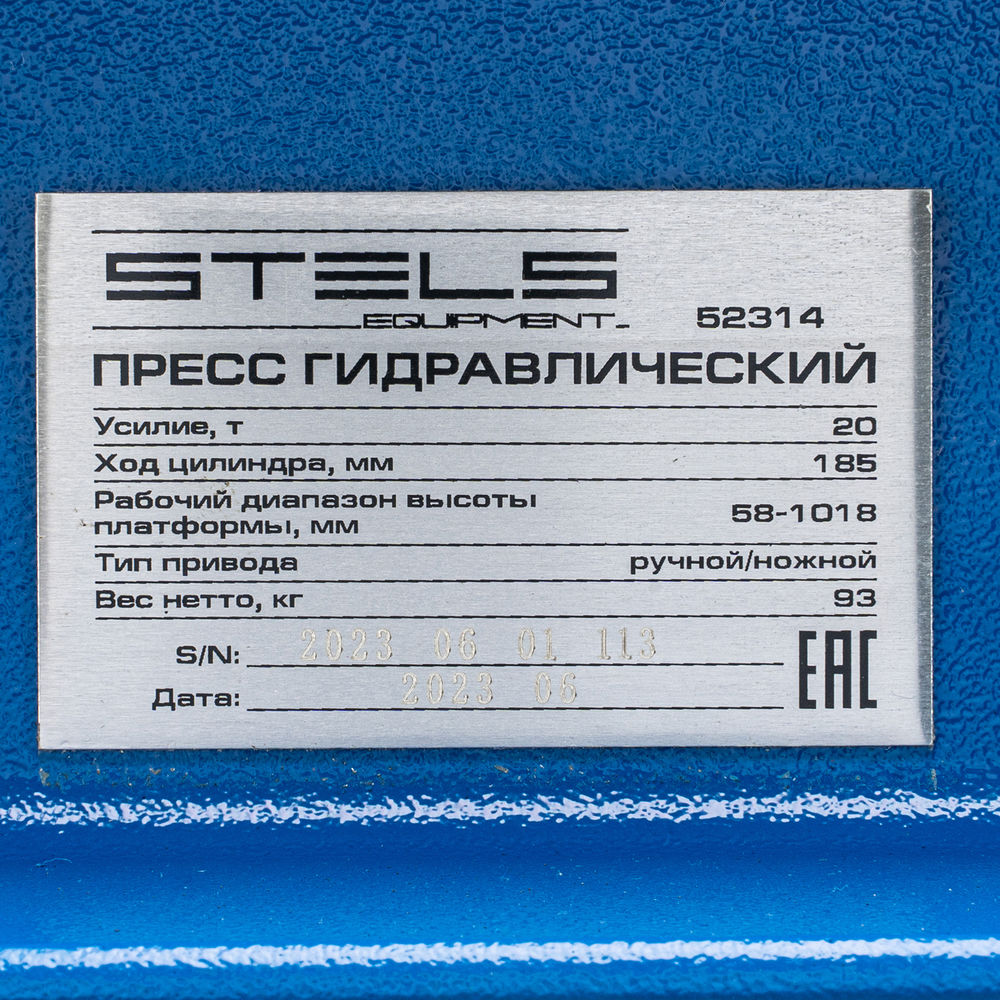 STELS
EQUIPMENT 52314
ПРЕСС ГИДРАВЛИЧЕСКИЙ
Усилие, т 20
Ход цилиндра, мм 185
Рабочий диапазон высоты
платформы, мм 58-1018
Тип привода ручной/ножной
Вес нетто, кг 93
S/N: 2023 06 01 113
Дата: 2023 06
EAC